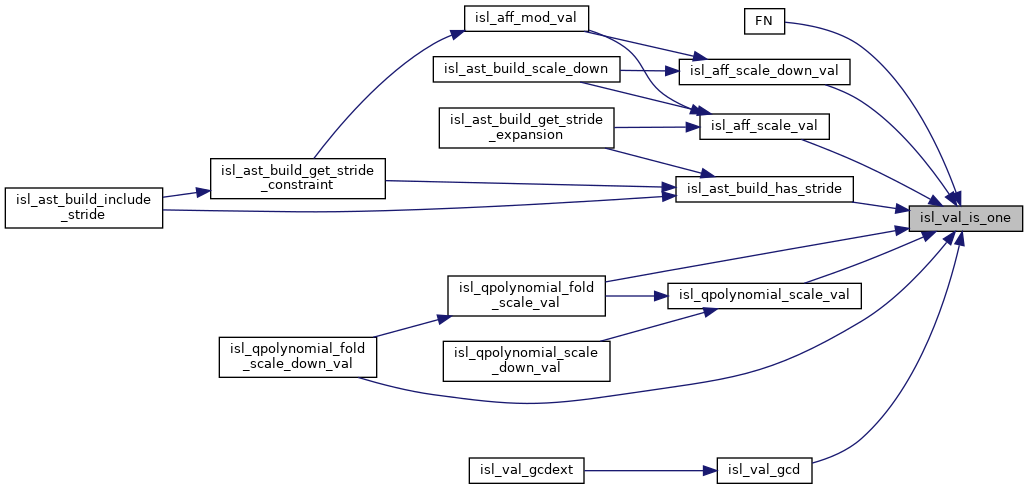 isl_aff_mod_val
FN
isl_ast_build_scale_down
isl_aff_scale_down_val
isl_ast_build_get_stride
_expansion
isl_aff_scale_val
isl_ast_build_get_stride
_constraint
isl_ast_build_has_stride
isl_ast_build_include
_stride
isl_val_is_one
isl_qpolynomial_fold
_scale_val
isl_qpolynomial_scale_val
isl_qpolynomial_fold
_scale_down_val
isl_qpolynomial_scale
_down_val
isl_val_gcdext
isl_val_gcd